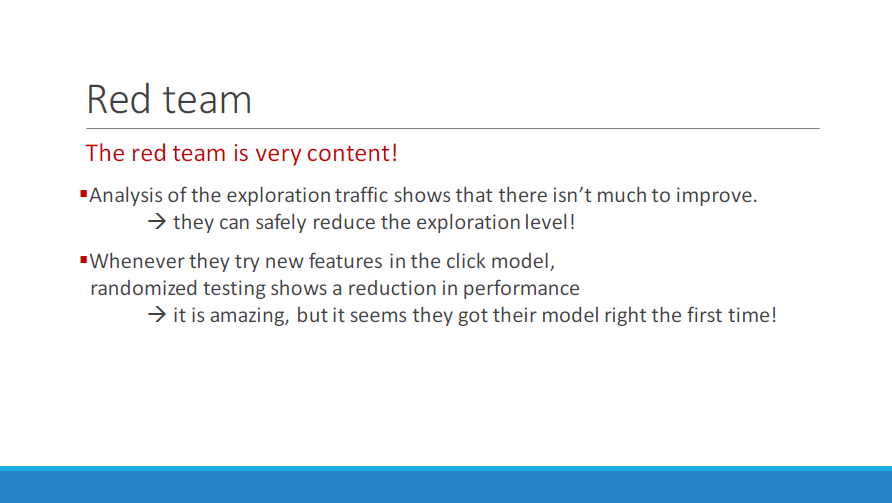 Red team
The red team is very content!
▪Analysis of the exploration traffic shows that there isn’t much to improve.
→ they can safely reduce the exploration level!
▪Whenever they try new features in the click model,
randomized testing shows a reduction in performance
→ it is amazing, but it seems they got their model right the first time!